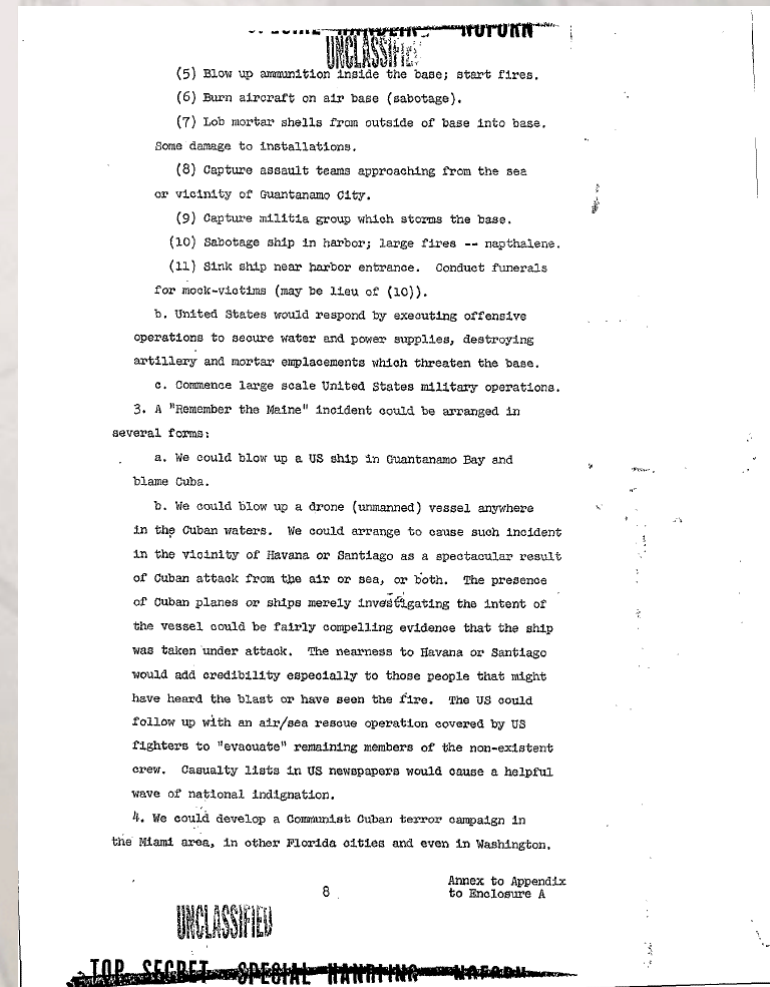 SPECIAL HANDLING NOFORN
UNCLASSIFIED
(5) Blow up ammunition inside the base; start fires.
(6) Burn aircraft on air base (sabotage).
(7) Lob mortar shells from outside of base into base.
Some damage to installations.
(8) Capture assault teams approaching from the sea
or vicinity of Guantanamo City.
(9) Capture militia group which storms the base.
(10) Sabotage ship in harbor; large fires -- napthalene.
(11) Sink ship near harbor entrance. Conduct funerals
for mock-victims (may be lieu of (10)).
b. United States would respond by executing offensive
operations to secure water and power supplies, destroying
artillery and mortar emplacements which threaten the base.
c. Commence large scale United States military operations.
3. A "Remember the Maine" incident could be arranged in
several forms:
a. We could blow up a US ship in Guantanamo Bay and
blame Cuba.
b. We could blow up a drone (unmanned) vessel anywhere
in the Cuban waters. We could arrange to cause such incident
in the vicinity of Havana or Santiago as a spectacular result
of Cuban attack from the air or sea, or both. The presence
of Cuban planes or ships merely investigating the intent of
the vessel could be fairly compelling evidence that the ship
was taken under attack. The nearness to Havana or Santiago
would add credibility especially to those people that might
have heard the blast or have seen the fire. The US could
follow up with an air/sea rescue operation covered by US
fighters to "evacuate" remaining members of the non-existent
crew. Casualty lists in US newspapers would cause a helpful
wave of national indignation.
4. We could develop a Communist Cuban terror campaign in
the Miami area, in other Florida cities and even in Washington.
8
Annex to Appendix
to Enclosure A
UNCLASSIFIED
TOP SECRET SPECIAL HANDLING NOFORN